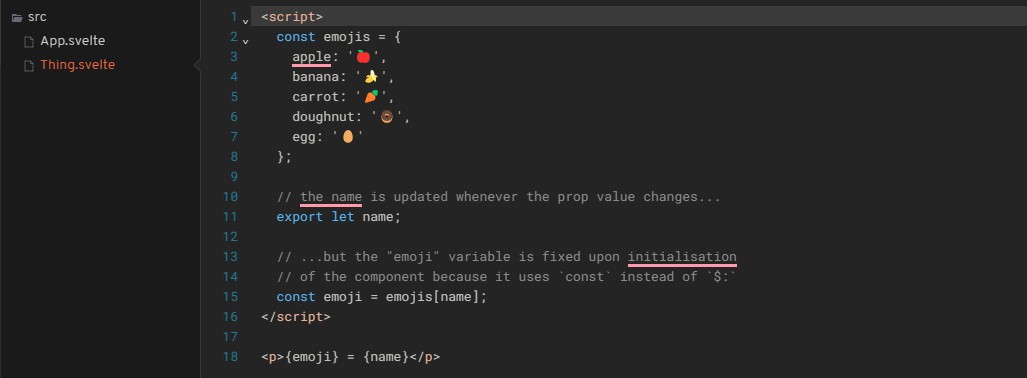 src
App.svelte
Thing.svelte
1 <script>
2 const emojis = {
3 apple: '🍎',
4 banana: '🍌',
5 carrot: '🥕',
6 doughnut: '🍩',
7 egg: '🥚'
8 };
9
10 // the name is updated whenever the prop value changes...
11 export let name;
12
13 // ...but the "emoji" variable is fixed upon initialisation
14 // of the component because it uses `const` instead of `$:`
15 const emoji = emojis[name];
16 </script>
17
18 <p>{emoji} = {name}</p>